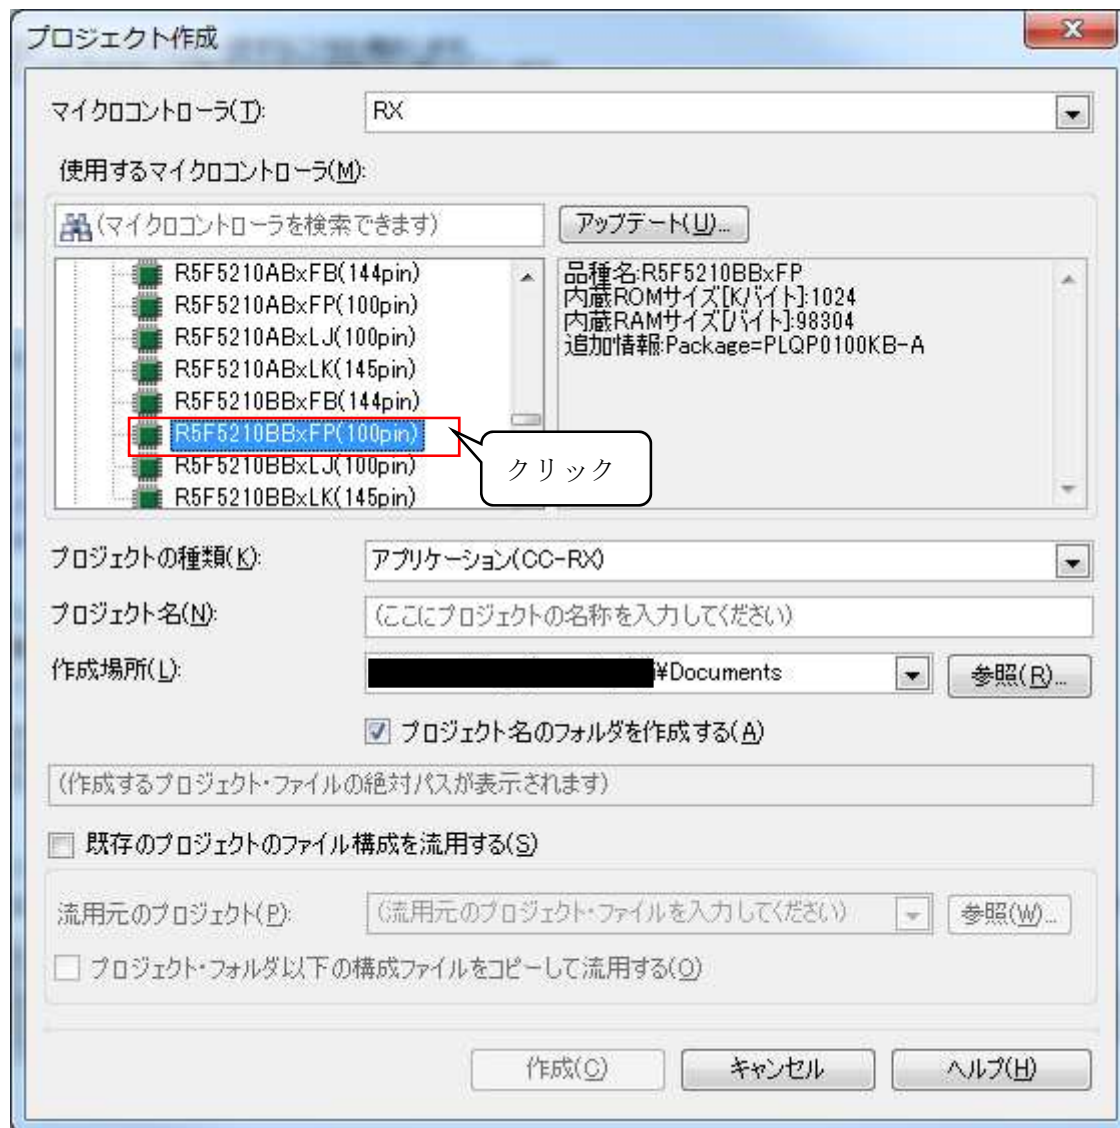 プロジェクト作成
マイクロコントローラ(T): RX
使用するマイクロコントローラ(M):
(マイクロコントローラを検索できます)
アップデート(U)...
R5F5210ABxFB(144pin)
R5F5210ABxFP(100pin)
R5F5210ABxLJ(100pin)
R5F5210ABxLK(145pin)
R5F5210BBxFB(144pin)
R5F5210BBxFP(100pin)
R5F5210BBxLJ(100pin)
R5F5210BBxLK(145pin)
クリック
品種名:R5F5210BBxFP
内蔵ROMサイズ[Kバイト]:1024
内蔵RAMサイズ[バイト]:98304
追加情報:Package=PLQP0100KB-A
プロジェクトの種類(K): アプリケーション(CC-RX)
プロジェクト名(N): (ここにプロジェクトの名称を入力してください)
作成場所(L): ¥Documents 参照(R)...
プロジェクト名のフォルダを作成する(A)
(作成するプロジェクト・ファイルの絶対パスが表示されます)
既存のプロジェクトのファイル構成を流用する(S)
流用元のプロジェクト(P): (流用元のプロジェクト・ファイルを入力してください) 参照(W)...
プロジェクト・フォルダ以下の構成ファイルをコピーして流用する(O)
作成(C) キャンセル ヘルプ(H)